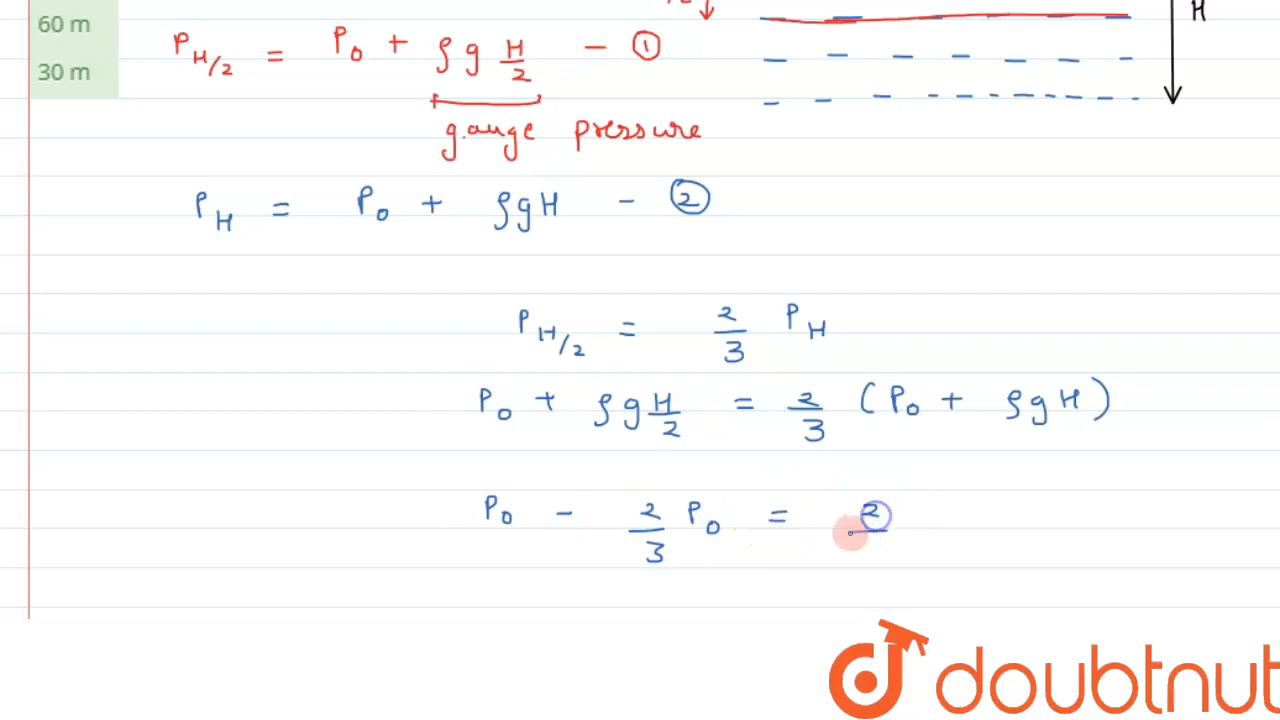 60 m
30 m
H
P_{H/2} = P_0 + ρg H/2 - ①
gauge pressure
P_H = P_0 + ρgH - ②
P_{H/2} = 2/3 P_H
P_0 + ρg H/2 = 2/3 (P_0 + ρgH)
P_0 - 2/3 P_0 = 2
doubtnut